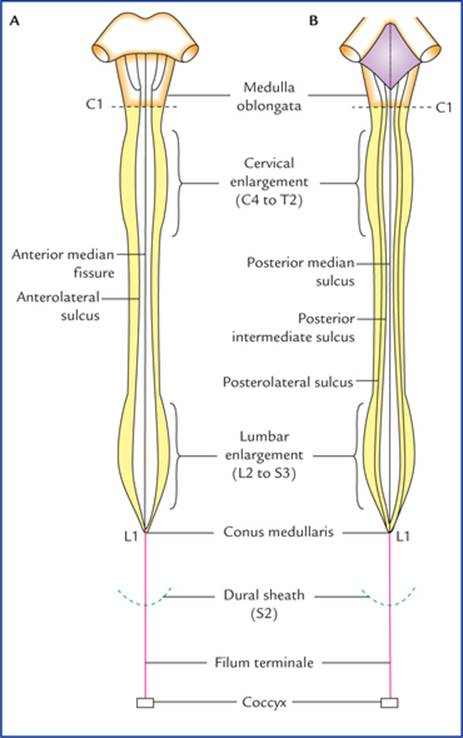 A
B
Medulla
oblongata
C1
C1
Cervical
enlargement
(C4 to T2)
Anterior median
fissure
Anterolateral
sulcus
Posterior median
sulcus
Posterior
intermediate sulcus
Posterolateral sulcus
Lumbar
enlargement
(L2 to S3)
L1
Conus medullaris
L1
Dural sheath
(S2)
Filum terminale
Coccyx